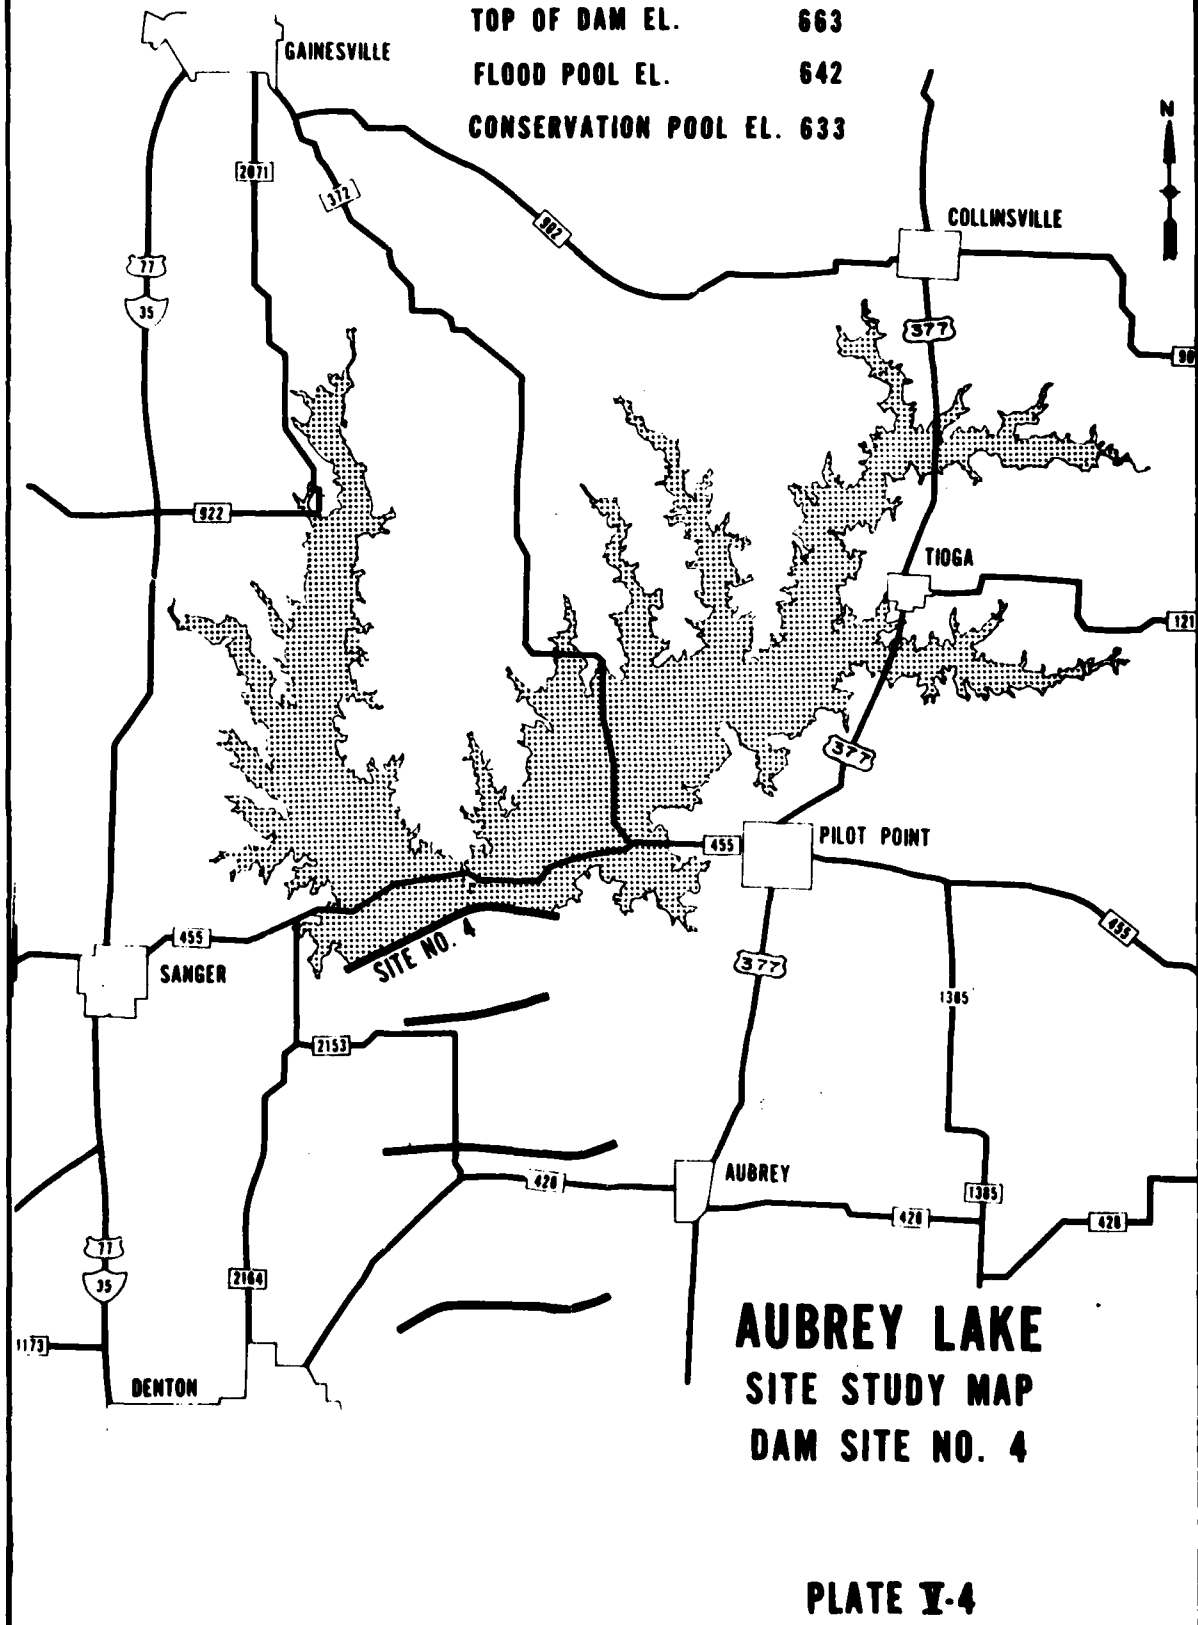 TOP OF DAM EL. 663
GAINESVILLE
FLOOD POOL EL. 642
CONSERVATION POOL EL. 633
N
2071
372
902
COLLINSVILLE
77
35
377
90
922
TIOGA
121
377
455
PILOT POINT
455
455
SITE NO. 4
SANGER
377
1385
2153
AUBREY
428
1385
428
428
77
35
2164
AUBREY LAKE
1173
SITE STUDY MAP
DENTON
DAM SITE NO. 4
PLATE V-4